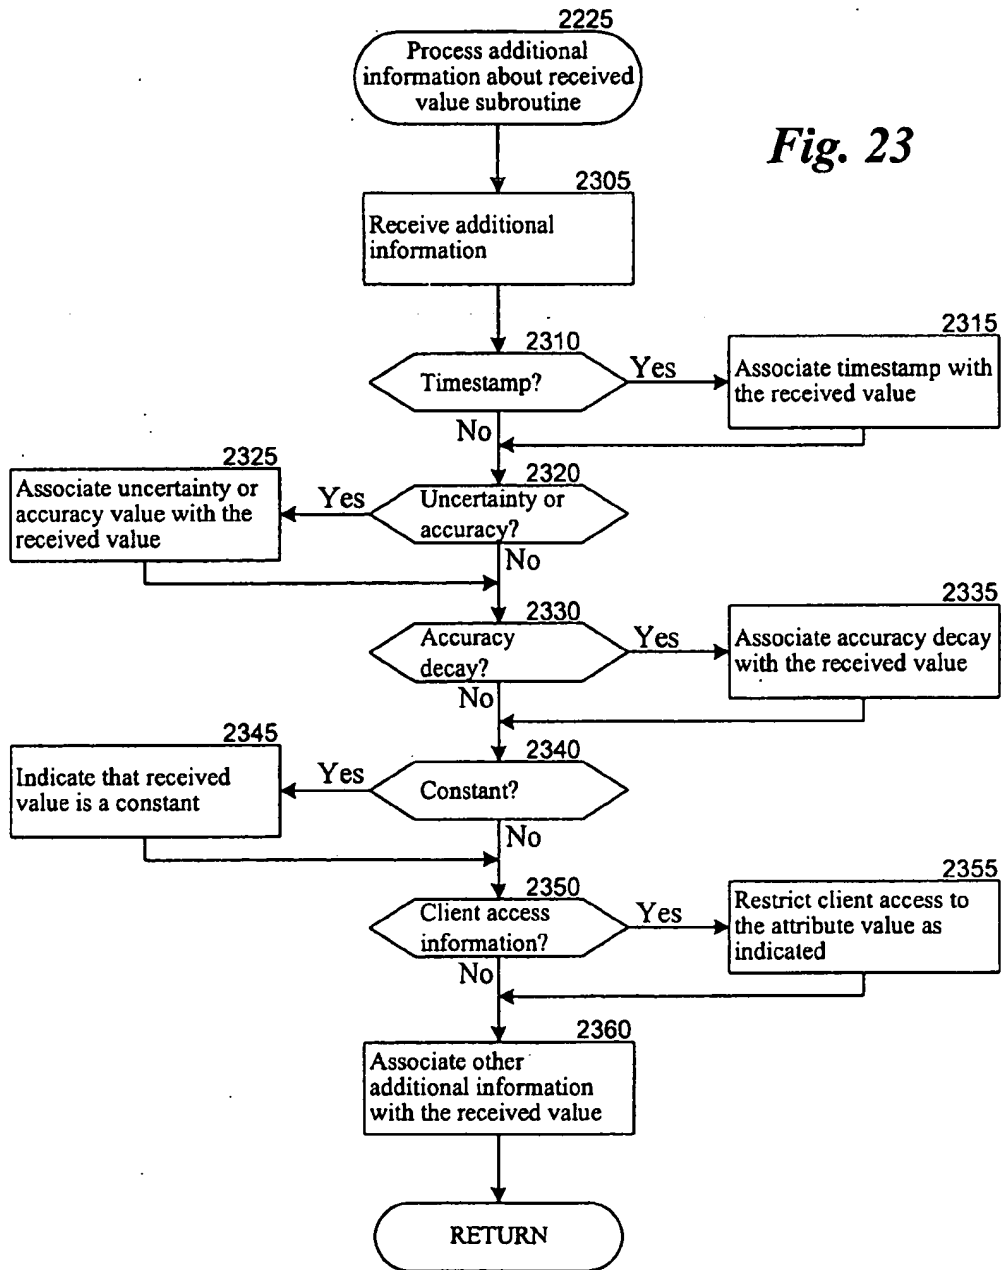 2225
Process additional
information about received
value subroutine
Fig. 23
2305
Receive additional
information
2310
Timestamp?
Yes
No
2315
Associate timestamp with
the received value
2320
Uncertainty or
accuracy?
Yes
No
2325
Associate uncertainty or
accuracy value with the
received value
2330
Accuracy
decay?
Yes
No
2335
Associate accuracy decay
with the received value
2340
Constant?
Yes
No
2345
Indicate that received
value is a constant
2350
Client access
information?
Yes
No
2355
Restrict client access to
the attribute value as
indicated
2360
Associate other
additional information
with the received value
RETURN